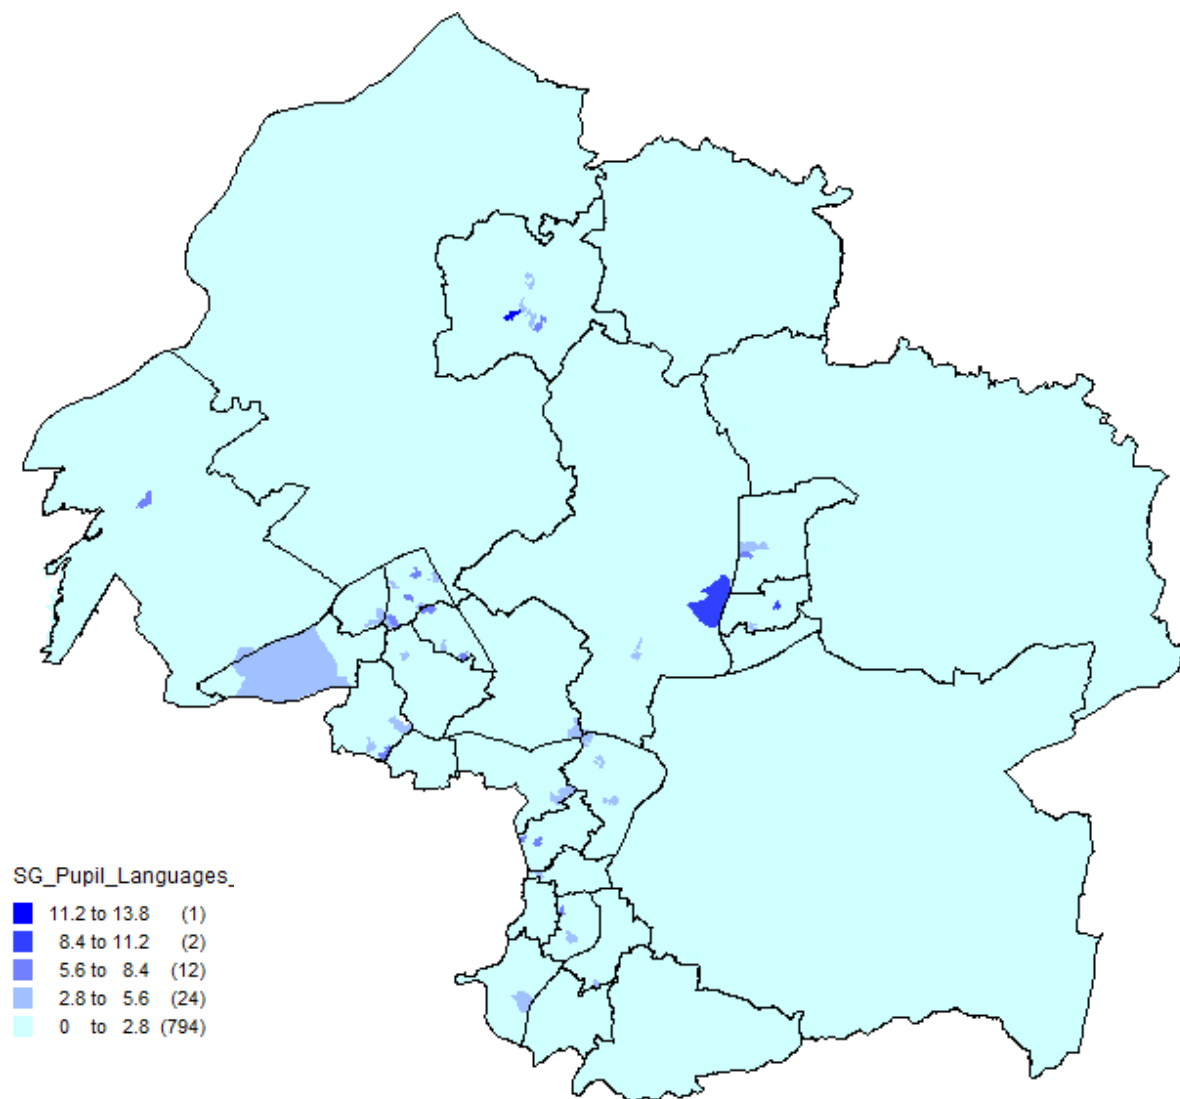 SG_Pupil_Languages_
11.2 to 13.8 (1)
8.4 to 11.2 (2)
5.6 to 8.4 (12)
2.8 to 5.6 (24)
0 to 2.8 (794)